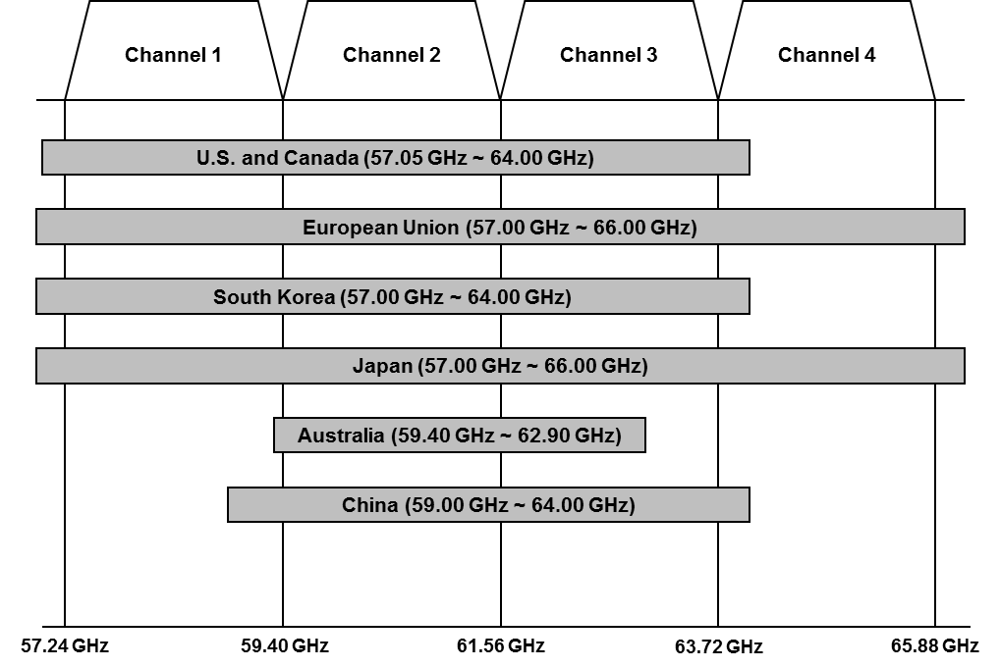 Channel 1
Channel 2
Channel 3
Channel 4
U.S. and Canada (57.05 GHz ~ 64.00 GHz)
European Union (57.00 GHz ~ 66.00 GHz)
South Korea (57.00 GHz ~ 64.00 GHz)
Japan (57.00 GHz ~ 66.00 GHz)
Australia (59.40 GHz ~ 62.90 GHz)
China (59.00 GHz ~ 64.00 GHz)
57.24 GHz
59.40 GHz
61.56 GHz
63.72 GHz
65.88 GHz